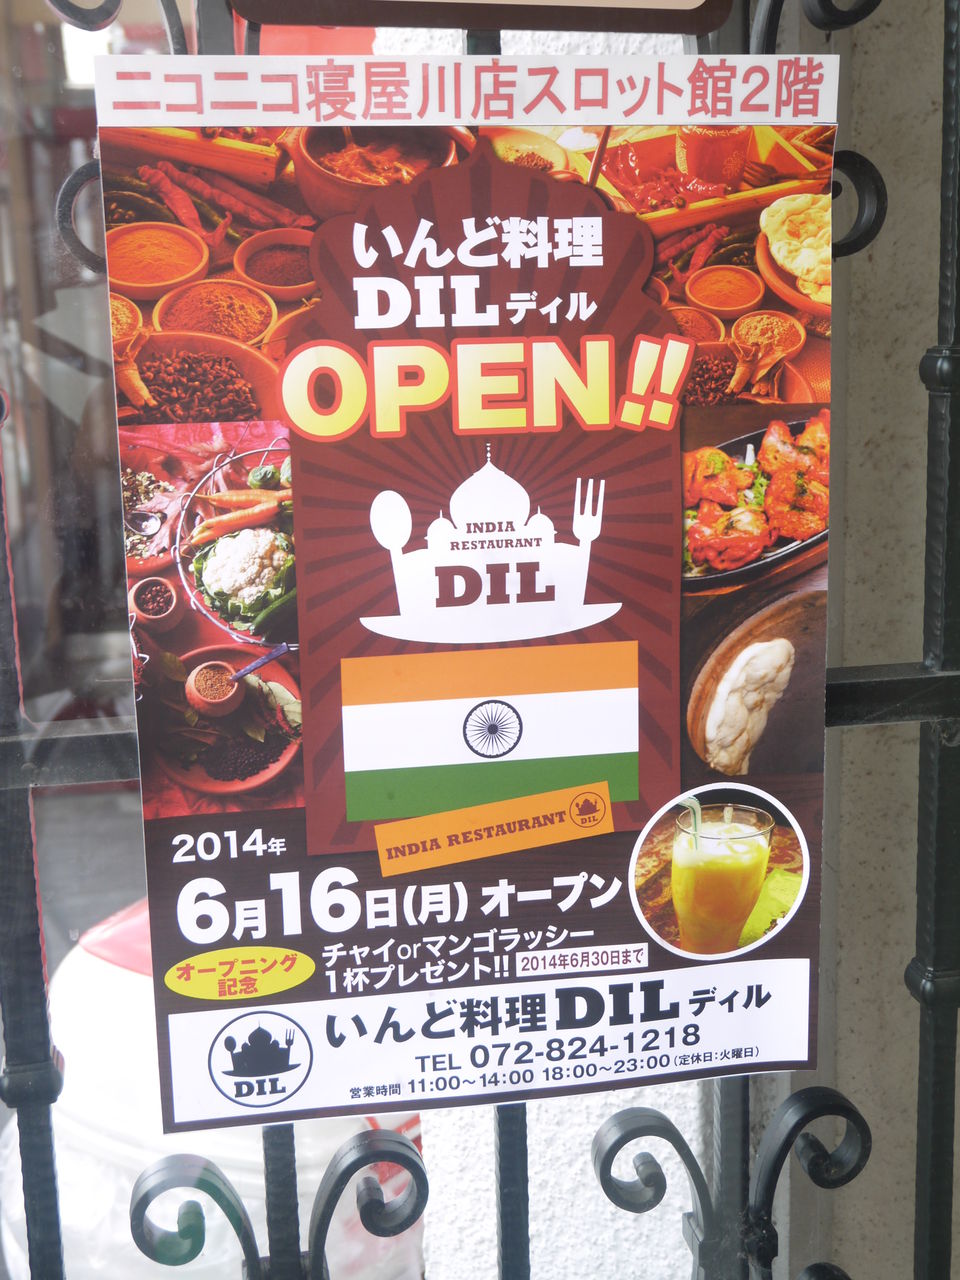 ニコニコ寝屋川店スロット館2階
いんど料理
DIL ディル
OPEN!!
INDIA
RESTAURANT
DIL
INDIA RESTAURANT DIL
2014年
6月16日(月) オープン
オープニング
記念
チャイorマンゴラッシー
1杯プレゼント!! 2014年6月30日まで
DIL
いんど料理 DIL ディル
TEL 072-824-1218
営業時間 11:00～14:00 18:00～23:00 (定休日:火曜日)